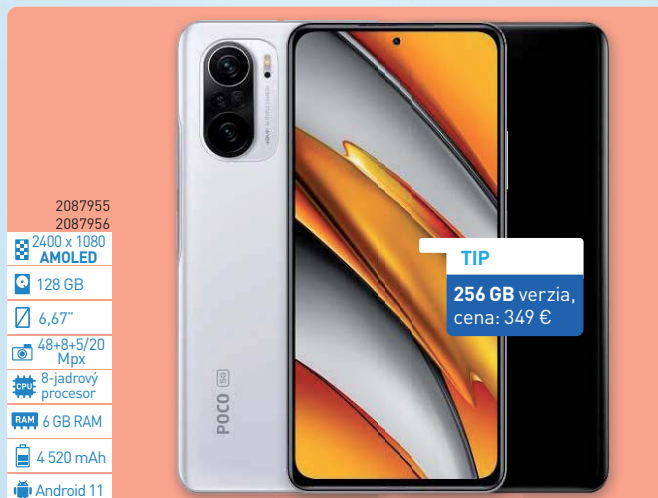 2087955
2087956
2400 x 1080
AMOLED
128 GB
6,67”
48+8+5/20
Mpx
CPU
8-jadrový
procesor
RAM
6 GB RAM
4 520 mAh
Android 11
POCO 5G
TIP
256 GB verzia,
cena: 349 €